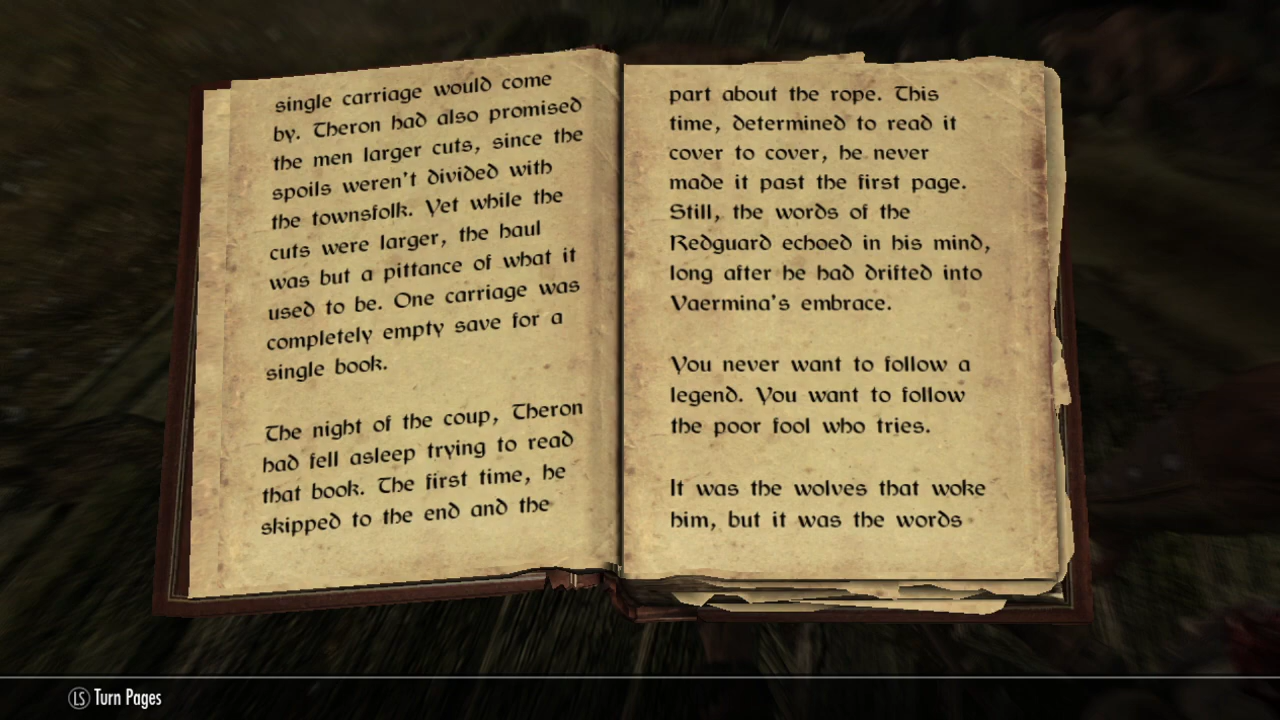 single carriage would come
by. Theron had also promised
the men larger cuts, since the
spoils weren't divided with
the townsfolk. Yet while the
cuts were larger, the haul
was but a pittance of what it
used to be. One carriage was
completely empty save for a
single book.
The night of the coup, Theron
had fell asleep trying to read
that book. The first time, he
skipped to the end and the
part about the rope. This
time, determined to read it
cover to cover, he never
made it past the first page.
Still, the words of the
Redguard echoed in his mind,
long after he had drifted into
Vaermina's embrace.
You never want to follow a
legend. You want to follow
the poor fool who tries.
It was the wolves that woke
him, but it was the words
LS Turn Pages